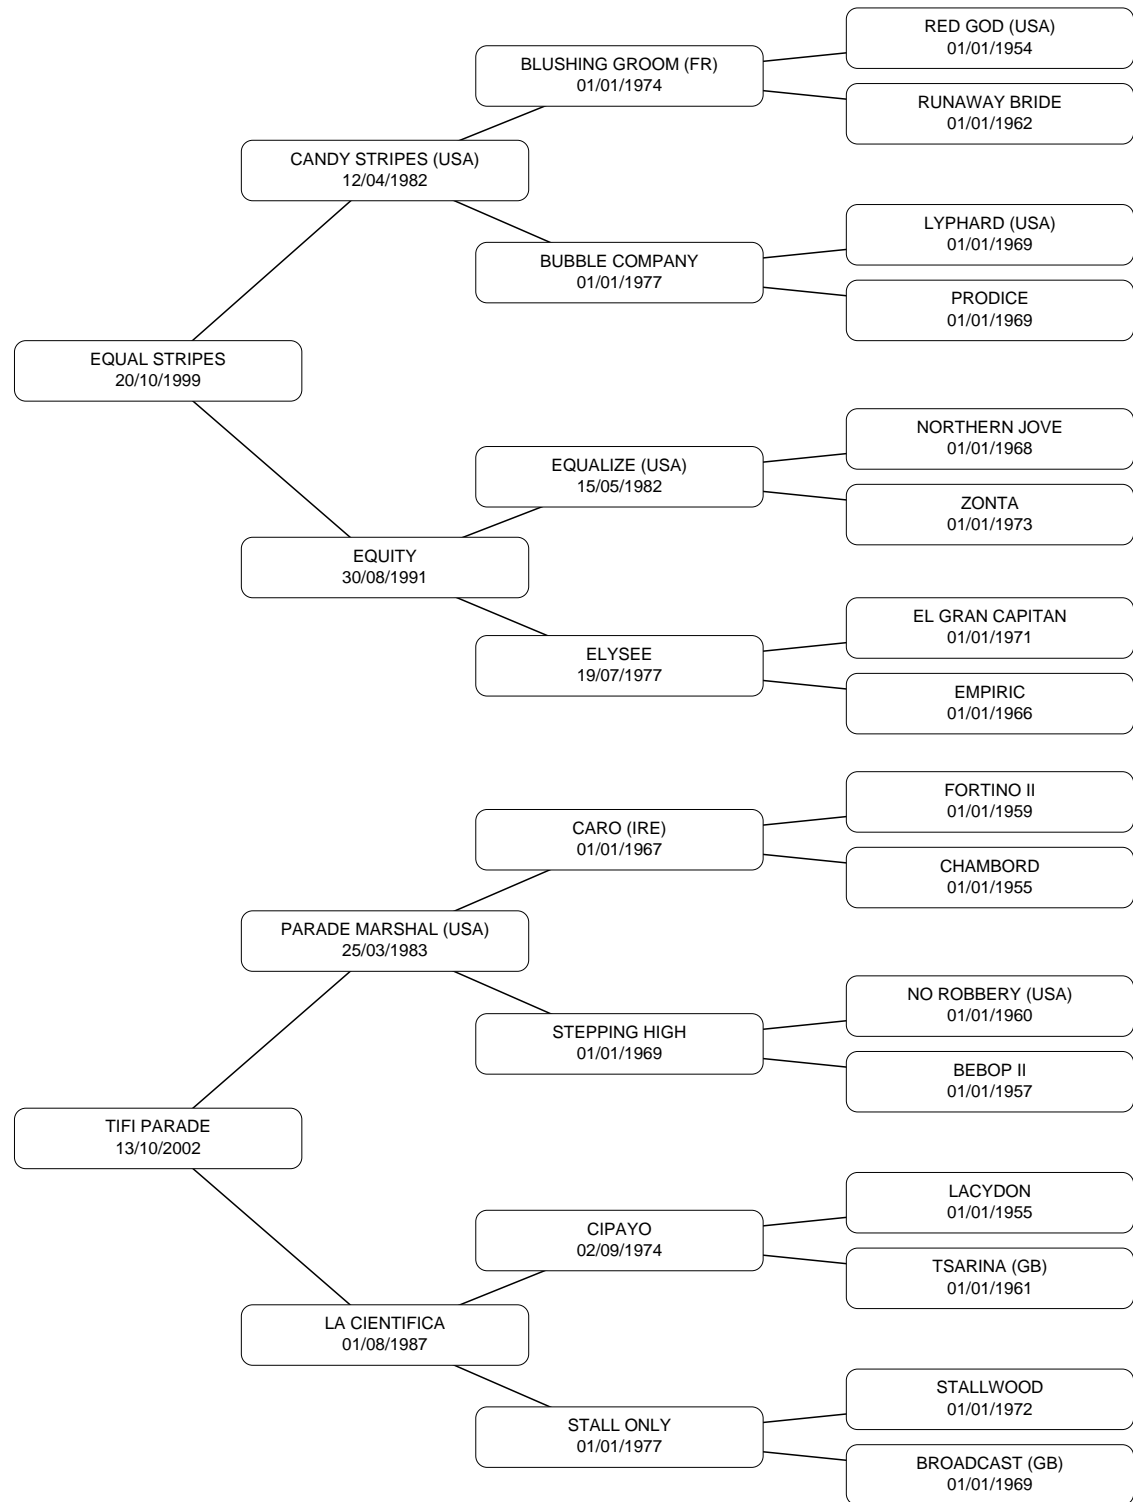 RED GOD (USA)
01/01/1954
BLUSHING GROOM (FR)
01/01/1974
RUNAWAY BRIDE
01/01/1962
CANDY STRIPES (USA)
12/04/1982
LYPHARD (USA)
01/01/1969
BUBBLE COMPANY
01/01/1977
PRODICE
01/01/1969
EQUAL STRIPES
20/10/1999
NORTHERN JOVE
01/01/1968
EQUALIZE (USA)
15/05/1982
ZONTA
01/01/1973
EQUITY
30/08/1991
EL GRAN CAPITAN
01/01/1971
ELYSEE
19/07/1977
EMPIRIC
01/01/1966
FORTINO II
01/01/1959
CARO (IRE)
01/01/1967
CHAMBORD
01/01/1955
PARADE MARSHAL (USA)
25/03/1983
NO ROBBERY (USA)
01/01/1960
STEPPING HIGH
01/01/1969
BEBOP II
01/01/1957
TIFI PARADE
13/10/2002
LACYDON
01/01/1955
CIPAYO
02/09/1974
TSARINA (GB)
01/01/1961
LA CIENTIFICA
01/08/1987
STALLWOOD
01/01/1972
STALL ONLY
01/01/1977
BROADCAST (GB)
01/01/1969